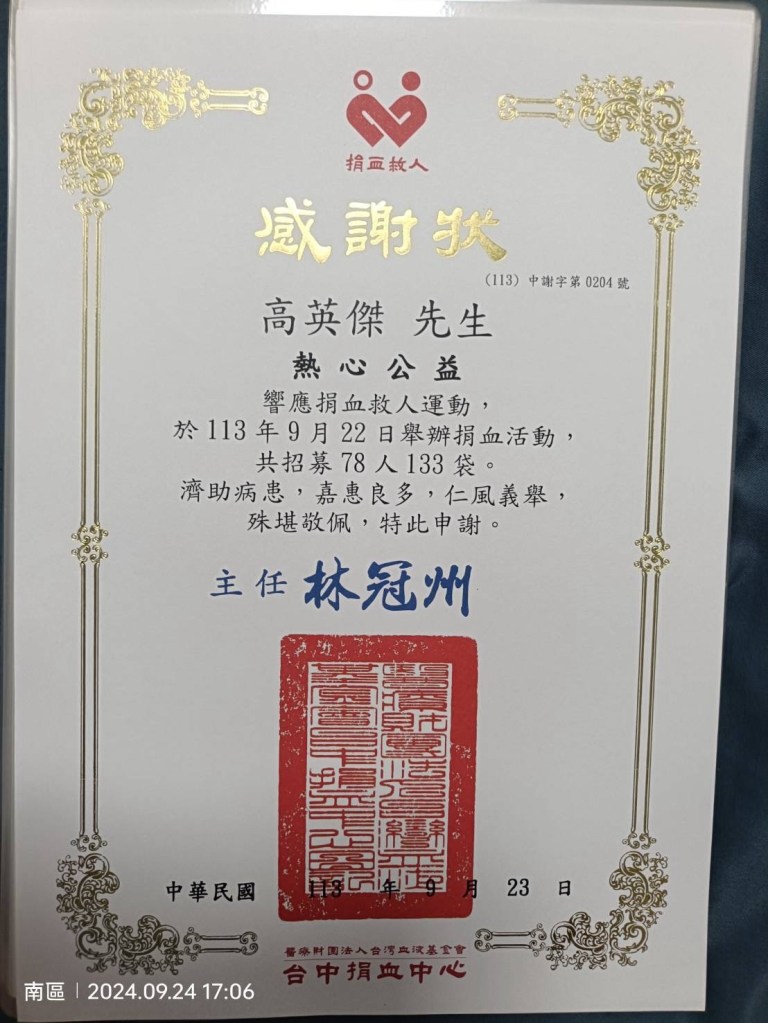 捐血救人
感謝狀
（113）中謝字第 0204 號
高英傑 先生
熱心公益
響應捐血救人運動，
於 113 年 9 月 22 日舉辦捐血活動，
共招募 78 人 133 袋。
濟助病患，嘉惠良多，仁風義舉，
殊堪敬佩，特此申謝。
主任 林冠州
中華民國 113 年 9 月 23 日
醫療財團法人台灣血液基金會
台中捐血中心
南區 | 2024.09.24 17:06